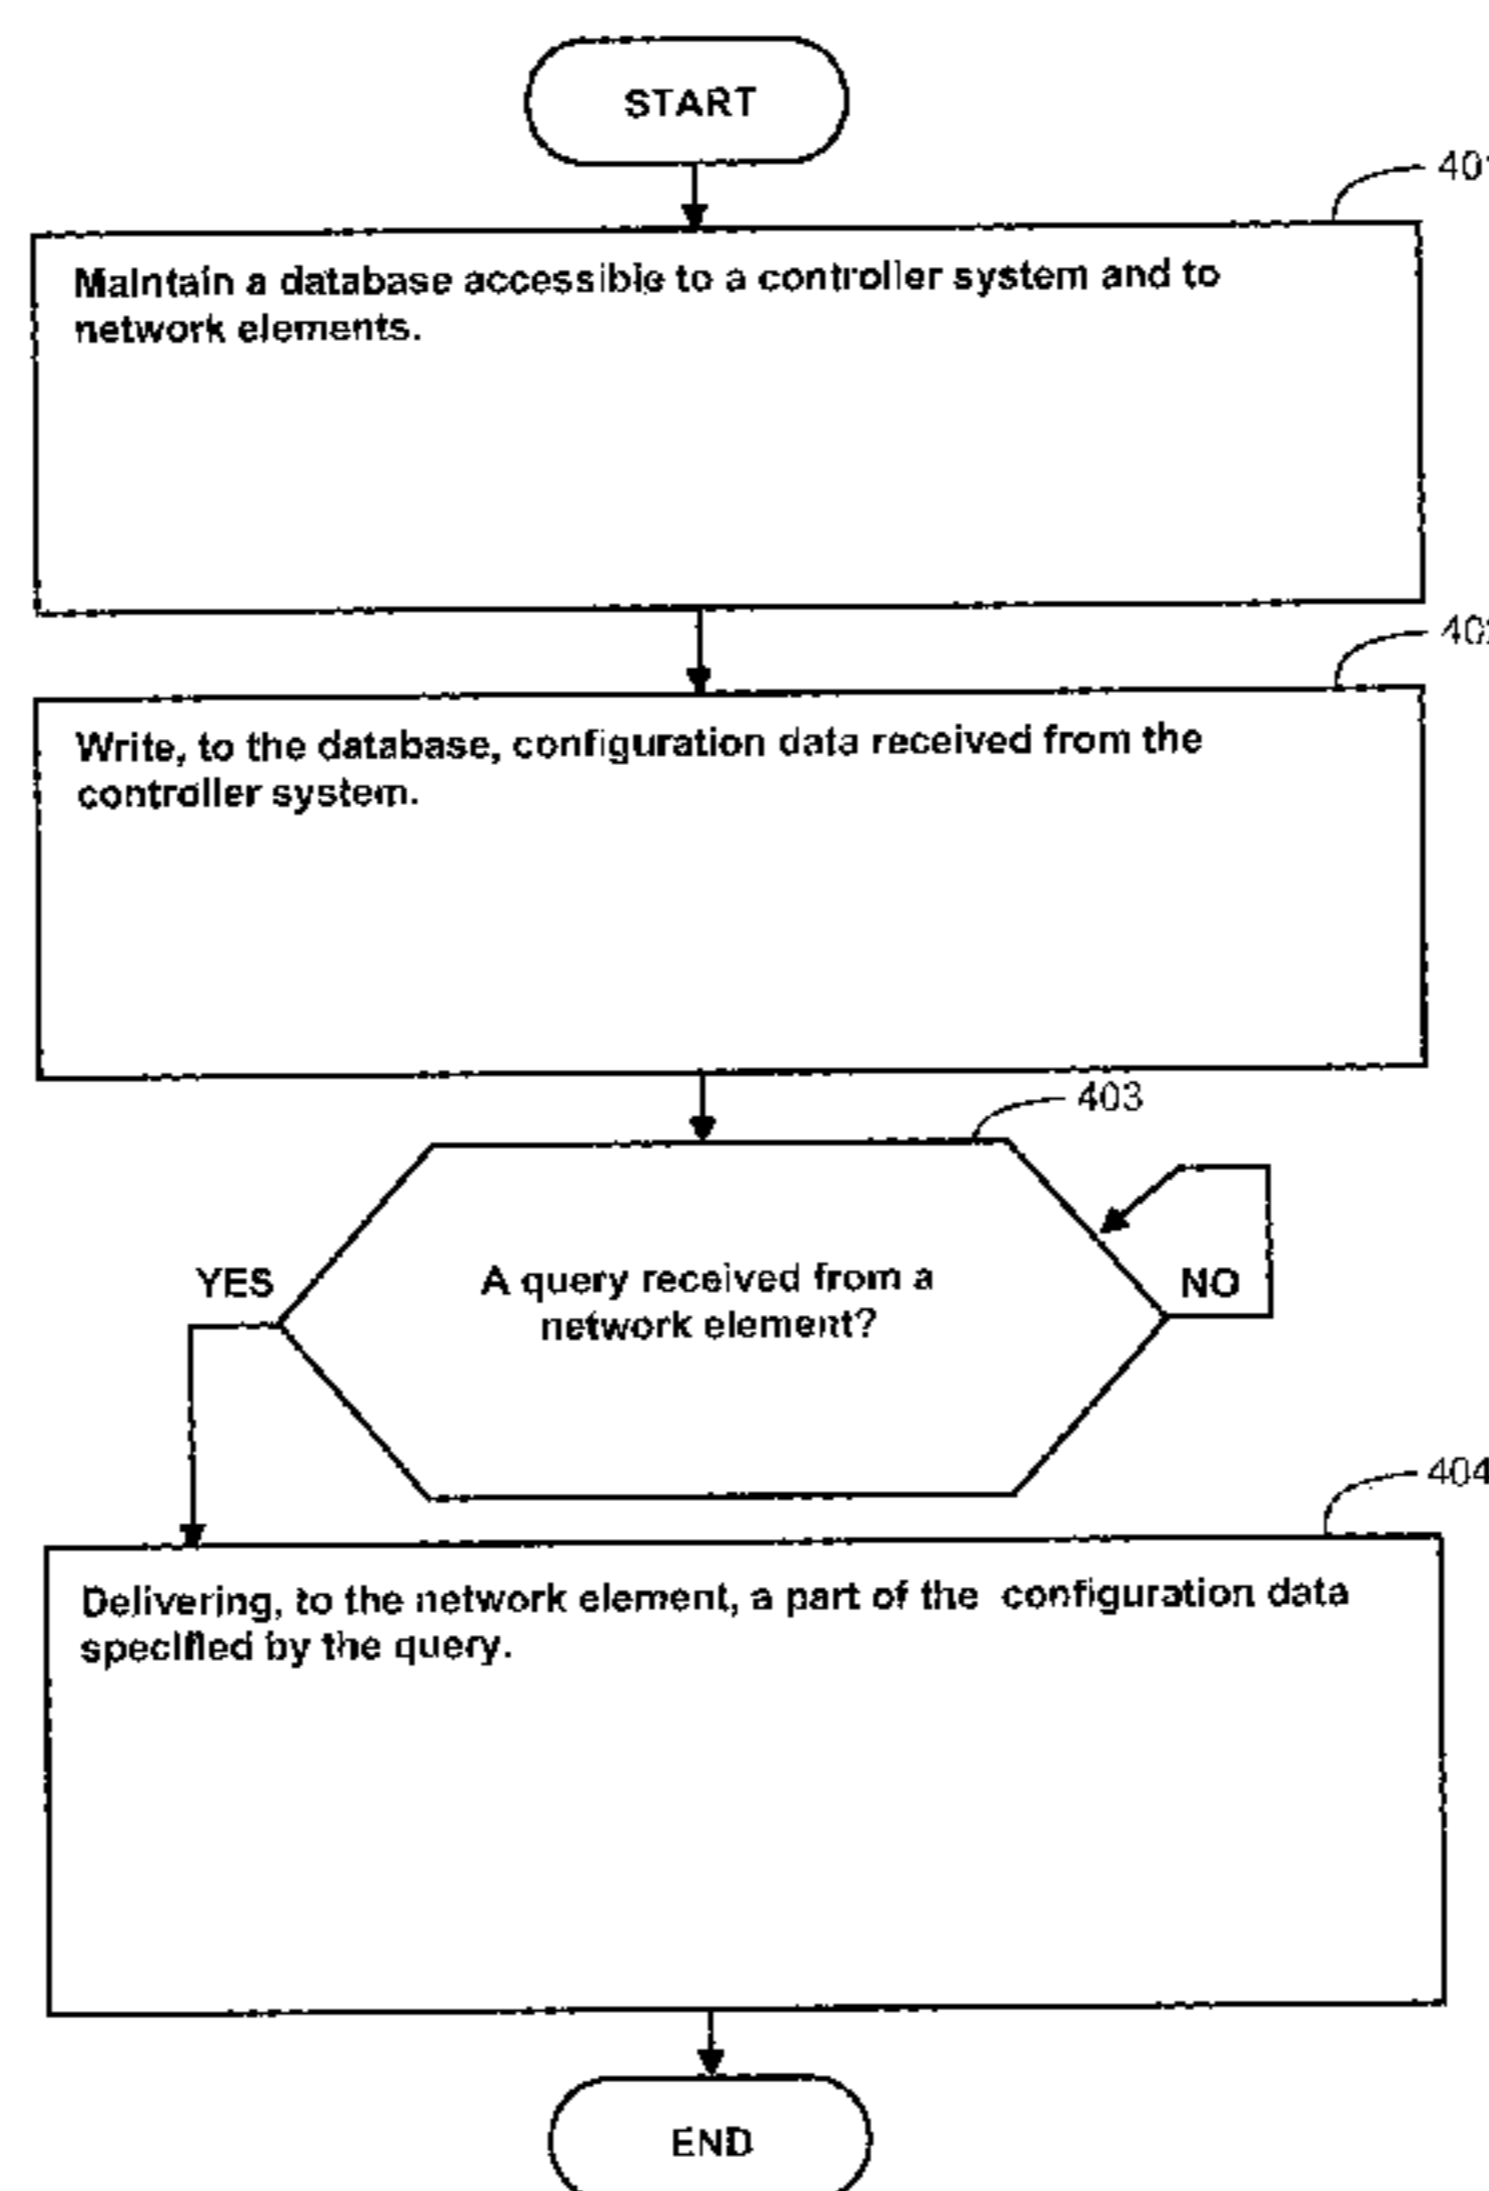 START
401
Maintain a database accessible to a controller system and to
network elements.
402
Write, to the database, configuration data received from the
controller system.
403
YES
A query received from a
network element?
NO
404
Delivering, to the network element, a part of the configuration data
specified by the query.
END